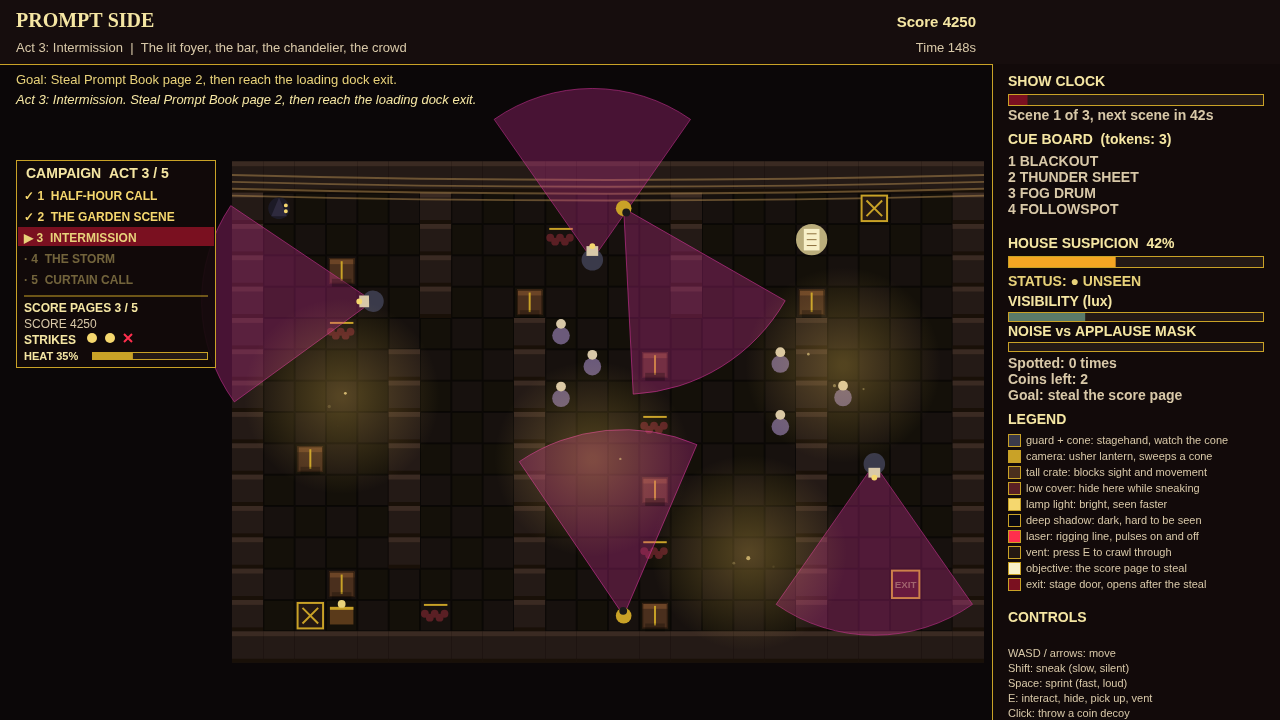 PROMPT SIDE
Score 4250
Act 3: Intermission | The lit foyer, the bar, the chandelier, the crowd
Time 148s
Goal: Steal Prompt Book page 2, then reach the loading dock exit.
Act 3: Intermission. Steal Prompt Book page 2, then reach the loading dock exit.
CAMPAIGN ACT 3 / 5
✓ 1 HALF-HOUR CALL
✓ 2 THE GARDEN SCENE
▶ 3 INTERMISSION
· 4 THE STORM
· 5 CURTAIN CALL
SCORE PAGES 3 / 5
SCORE 4250
STRIKES
HEAT 35%
EXIT
SHOW CLOCK
Scene 1 of 3, next scene in 42s
CUE BOARD (tokens: 3)
1 BLACKOUT
2 THUNDER SHEET
3 FOG DRUM
4 FOLLOWSPOT
HOUSE SUSPICION 42%
STATUS: ● UNSEEN
VISIBILITY (lux)
NOISE vs APPLAUSE MASK
Spotted: 0 times
Coins left: 2
Goal: steal the score page
LEGEND
guard + cone: stagehand, watch the cone
camera: usher lantern, sweeps a cone
tall crate: blocks sight and movement
low cover: hide here while sneaking
lamp light: bright, seen faster
deep shadow: dark, hard to be seen
laser: rigging line, pulses on and off
vent: press E to crawl through
objective: the score page to steal
exit: stage door, opens after the steal
CONTROLS
WASD / arrows: move
Shift: sneak (slow, silent)
Space: sprint (fast, loud)
E: interact, hide, pick up, vent
Click: throw a coin decoy